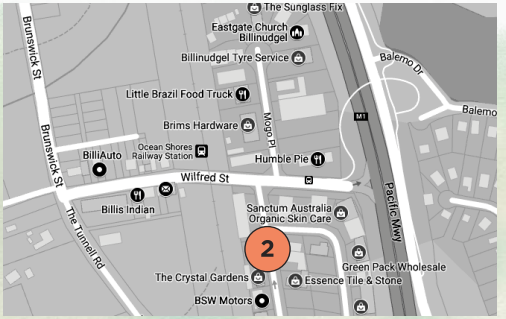 The Sunglass Fix
Eastgate Church
Billinudgel
Brunswick St
Billinudgel Tyre Service
Balemo Dr
Little Brazil Food Truck
Balemo
Mogo Pl
M1
Brims Hardware
Brunswick St
Ocean Shores
Railway Station
BilliAuto
Humble Pie
Wilfred St
Billis Indian
The Tunnell Rd
Pacific Mwy
Sanctum Australia
Organic Skin Care
2
Green Pack Wholesale
The Crystal Gardens
Essence Tile & Stone
BSW Motors